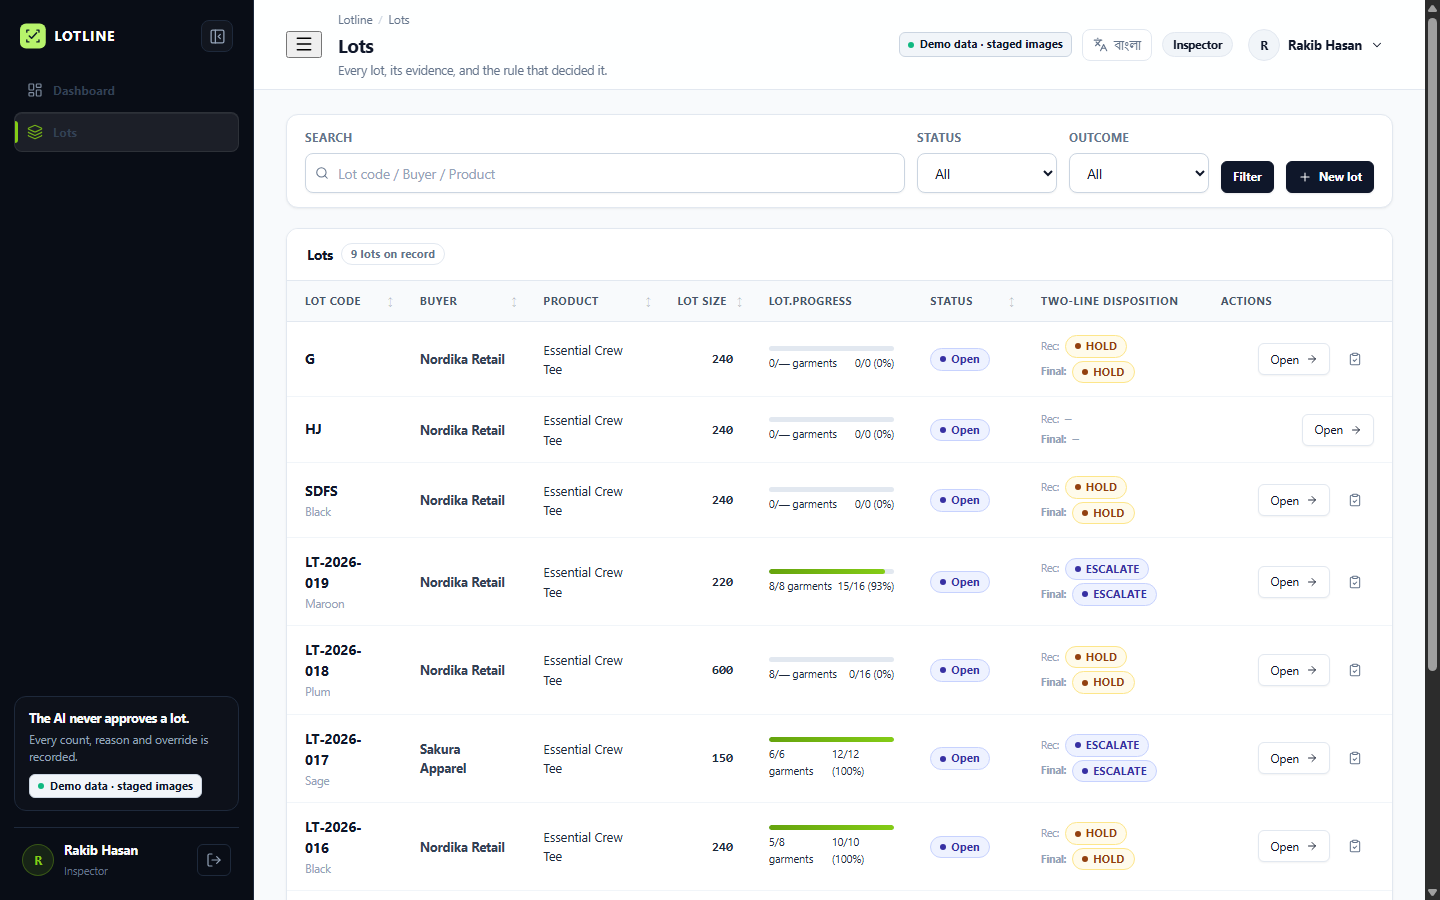 LOTLINE
Dashboard
Lots
The AI never approves a lot.
Every count, reason and override is
recorded.
Demo data · staged images
R
Rakib Hasan
Inspector
Lotline / Lots
Lots
Every lot, its evidence, and the rule that decided it.
Demo data · staged images
বাংলা
Inspector
R
Rakib Hasan
SEARCH
STATUS
OUTCOME
Lot code / Buyer / Product
All
All
Filter
+ New lot
Lots
9 lots on record
LOT CODE
BUYER
PRODUCT
LOT SIZE
LOT.PROGRESS
STATUS
TWO-LINE DISPOSITION
ACTIONS
G
Nordika Retail
Essential Crew
Tee
240
0/— garments 0/0 (0%)
Open
Rec: HOLD
Final: HOLD
Open →
HJ
Nordika Retail
Essential Crew
Tee
240
0/— garments 0/0 (0%)
Open
Rec: —
Final: —
Open →
SDFS
Black
Nordika Retail
Essential Crew
Tee
240
0/— garments 0/0 (0%)
Open
Rec: HOLD
Final: HOLD
Open →
LT-2026-
019
Maroon
Nordika Retail
Essential Crew
Tee
220
8/8 garments 15/16 (93%)
Open
Rec: ESCALATE
Final: ESCALATE
Open →
LT-2026-
018
Plum
Nordika Retail
Essential Crew
Tee
600
8/— garments 0/16 (0%)
Open
Rec: HOLD
Final: HOLD
Open →
LT-2026-
017
Sage
Sakura
Apparel
Essential Crew
Tee
150
6/6 12/12
garments (100%)
Open
Rec: ESCALATE
Final: ESCALATE
Open →
LT-2026-
016
Black
Nordika Retail
Essential Crew
Tee
240
5/8 10/10
garments (100%)
Open
Rec: HOLD
Final: HOLD
Open →